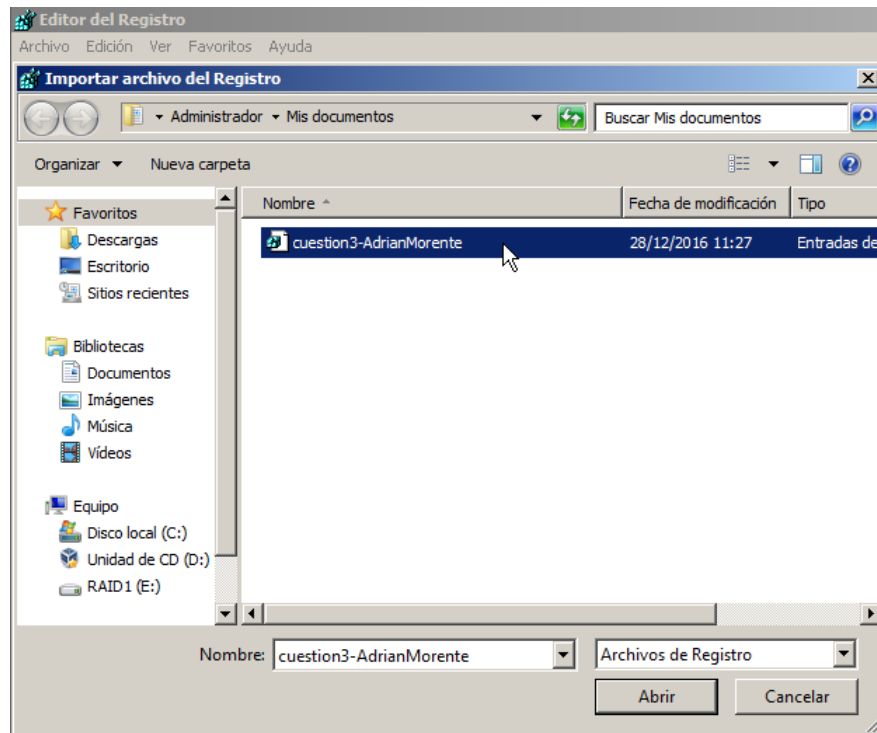 Editor del Registro
Archivo Edición Ver Favoritos Ayuda
Importar archivo del Registro
Administrador Mis documentos Buscar Mis documentos
Organizar Nueva carpeta
Favoritos
Descargas
Escritorio
Sitios recientes
Bibliotecas
Documentos
Imágenes
Música
Vídeos
Equipo
Disco local (C:)
Unidad de CD (D:)
RAID1 (E:)
Nombre Fecha de modificación Tipo
cuestion3-AdrianMorente 28/12/2016 11:27 Entradas de
Nombre: cuestion3-AdrianMorente Archivos de Registro
Abrir Cancelar